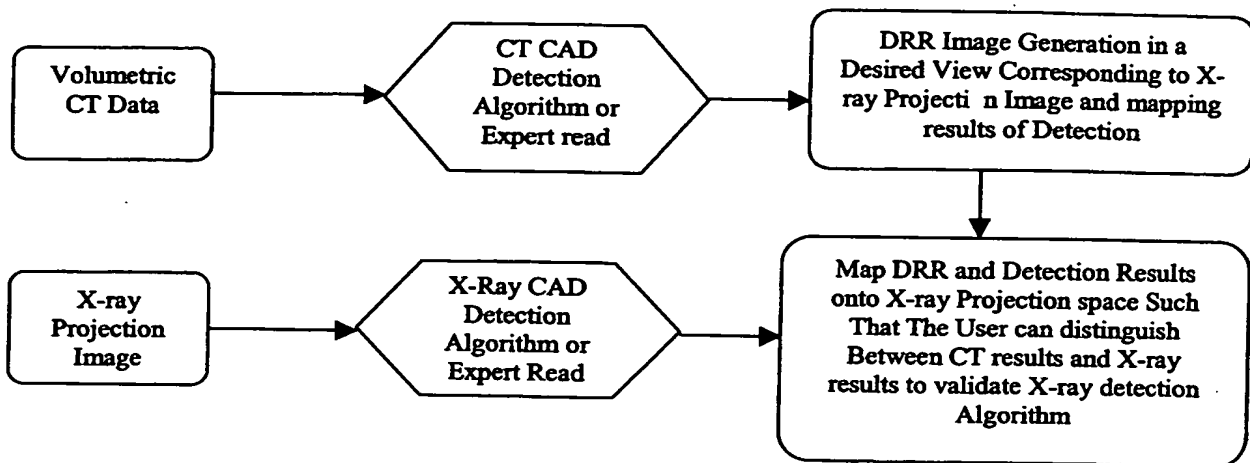 Volumetric
CT Data
CT CAD
Detection
Algorithm or
Expert read
DRR Image Generation in a
Desired View Corresponding to X-
ray Projecti n Image and mapping
results of Detection
X-ray
Projection
Image
X-Ray CAD
Detection
Algorithm or
Expert Read
Map DRR and Detection Results
onto X-ray Projection space Such
That The User can distinguish
Between CT results and X-ray
results to validate X-ray detection
Algorithm